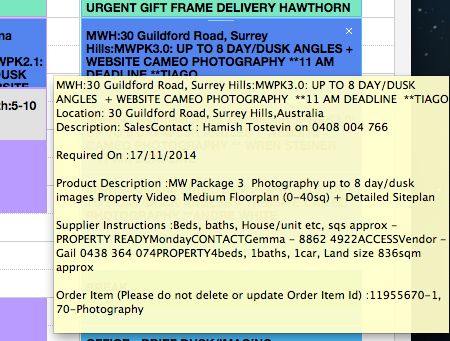 URGENT GIFT FRAME DELIVERY HAWTHORN
MWH:30 Guildford Road, Surrey
Hills:MWPK3.0: UP TO 8 DAY/DUSK ANGLES +
WEBSITE CAMEO PHOTOGRAPHY **11 AM
DEADLINE **TIAGO
na
WPK2.1:
DUSK
th:5-10
MWH:30 Guildford Road, Surrey Hills:MWPK3.0: UP TO 8 DAY/DUSK
ANGLES + WEBSITE CAMEO PHOTOGRAPHY **11 AM DEADLINE **TIAGO
Location: 30 Guildford Road, Surrey Hills,Australia
Description: SalesContact : Hamish Tostevin on 0408 004 766
Required On :17/11/2014
Product Description :MW Package 3 Photography up to 8 day/dusk
images Property Video Medium Floorplan (0-40sq) + Detailed Siteplan
Supplier Instructions :Beds, baths, House/unit etc, sqs approx -
PROPERTY READYMondayCONTACTGemma - 8862 4922ACCESSVendor -
Gail 0438 364 074PROPERTY4beds, 1baths, 1car, Land size 836sqm
approx
Order Item (Please do not delete or update Order Item Id) :11955670-1,
70-Photography